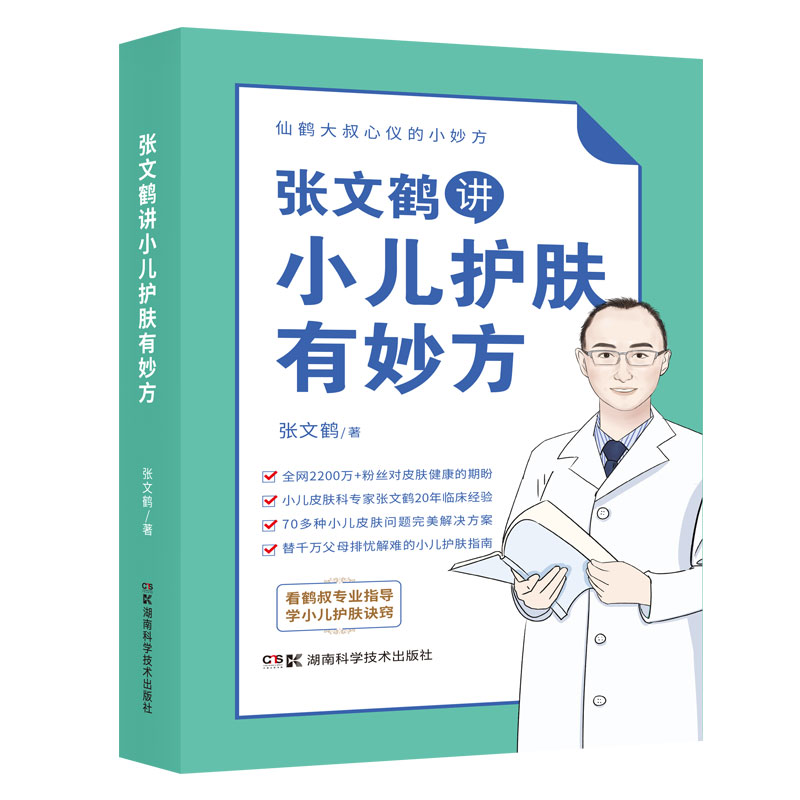 仙鹤大叔心仪的小妙方
张文鹤讲
小儿护肤
有妙方
张文鹤/著
全网2200万+粉丝对皮肤健康的期盼
小儿皮肤科专家张文鹤20年临床经验
70多种小儿皮肤问题完美解决方案
替千万父母排忧解难的小儿护肤指南
看鹤叔专业指导
学小儿护肤诀窍
湖南科学技术出版社
张文鹤讲小儿护肤有妙方
张文鹤/著
湖南科学技术出版社